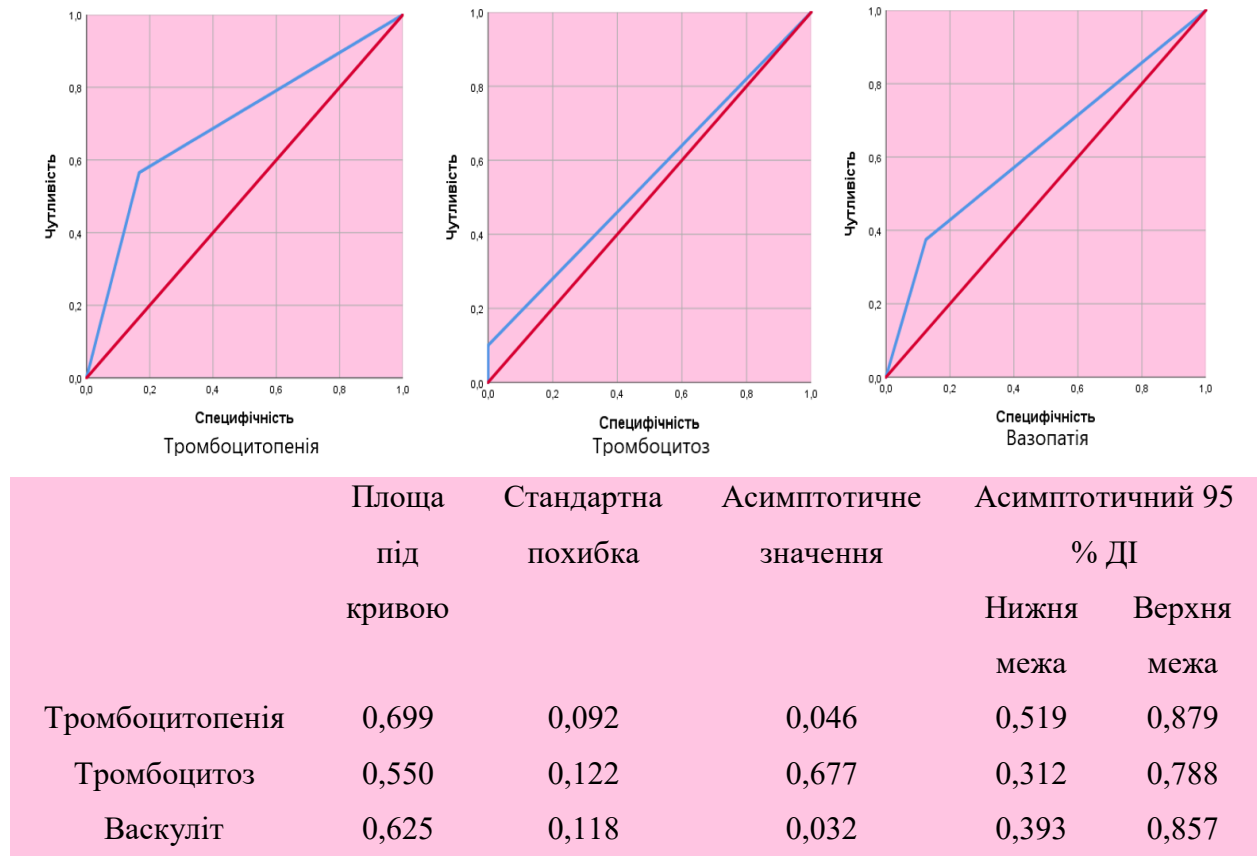 1,0
0,8
0,6
0,4
0,2
0,0
0,0 0,2 0,4 0,6 0,8 1,0
Чутливість
Специфічність
Тромбоцитопенія
1,0
0,8
0,6
0,4
0,2
0,0
0,0 0,2 0,4 0,6 0,8 1,0
Чутливість
Специфічність
Тромбоцитоз
1,0
0,8
0,6
0,4
0,2
0,0
0,0 0,2 0,4 0,6 0,8 1,0
Чутливість
Специфічність
Вазопатія
Площа Стандартна Асимптотичне Асимптотичний 95
під похибка значення % ДІ
кривою Нижня Верхня
межа межа
Тромбоцитопенія 0,699 0,092 0,046 0,519 0,879
Тромбоцитоз 0,550 0,122 0,677 0,312 0,788
Васкуліт 0,625 0,118 0,032 0,393 0,857